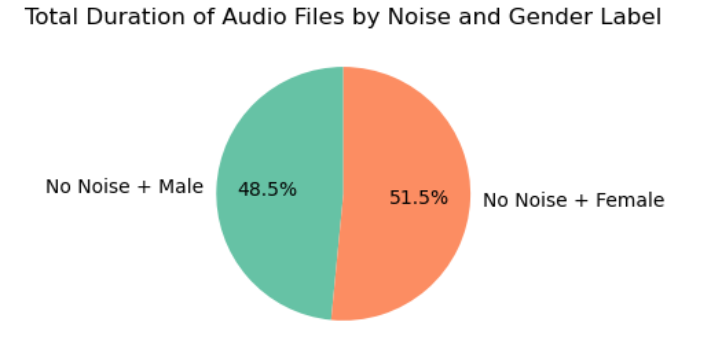 Total Duration of Audio Files by Noise and Gender Label
No Noise + Male
48.5%
51.5%
No Noise + Female